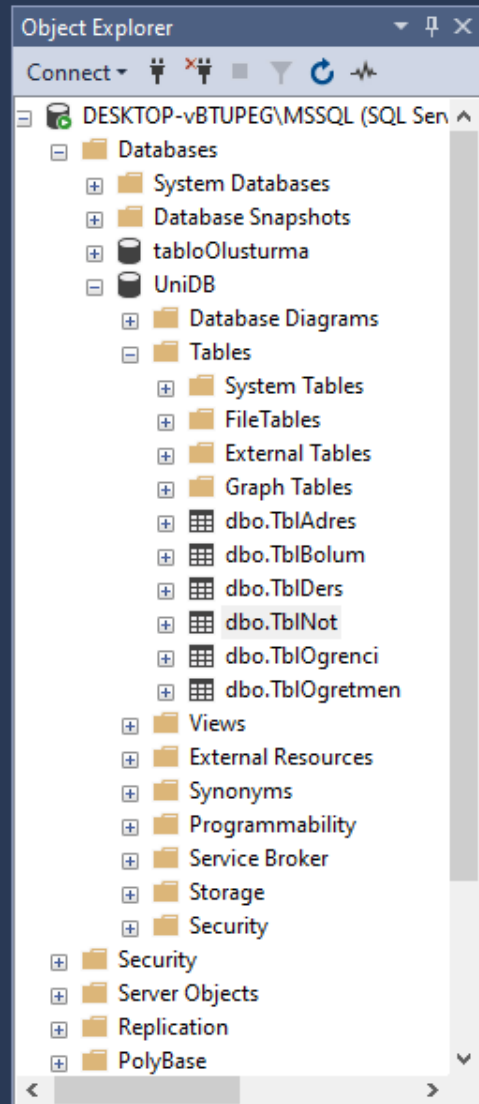 Object Explorer
Connect
DESKTOP-vBTUPEG\MSSQL (SQL Serv
Databases
System Databases
Database Snapshots
tabloOlusturma
UniDB
Database Diagrams
Tables
System Tables
FileTables
External Tables
Graph Tables
dbo.TblAdres
dbo.TblBolum
dbo.TblDers
dbo.TblNot
dbo.TblOgrenci
dbo.TblOgretmen
Views
External Resources
Synonyms
Programmability
Service Broker
Storage
Security
Security
Server Objects
Replication
PolyBase